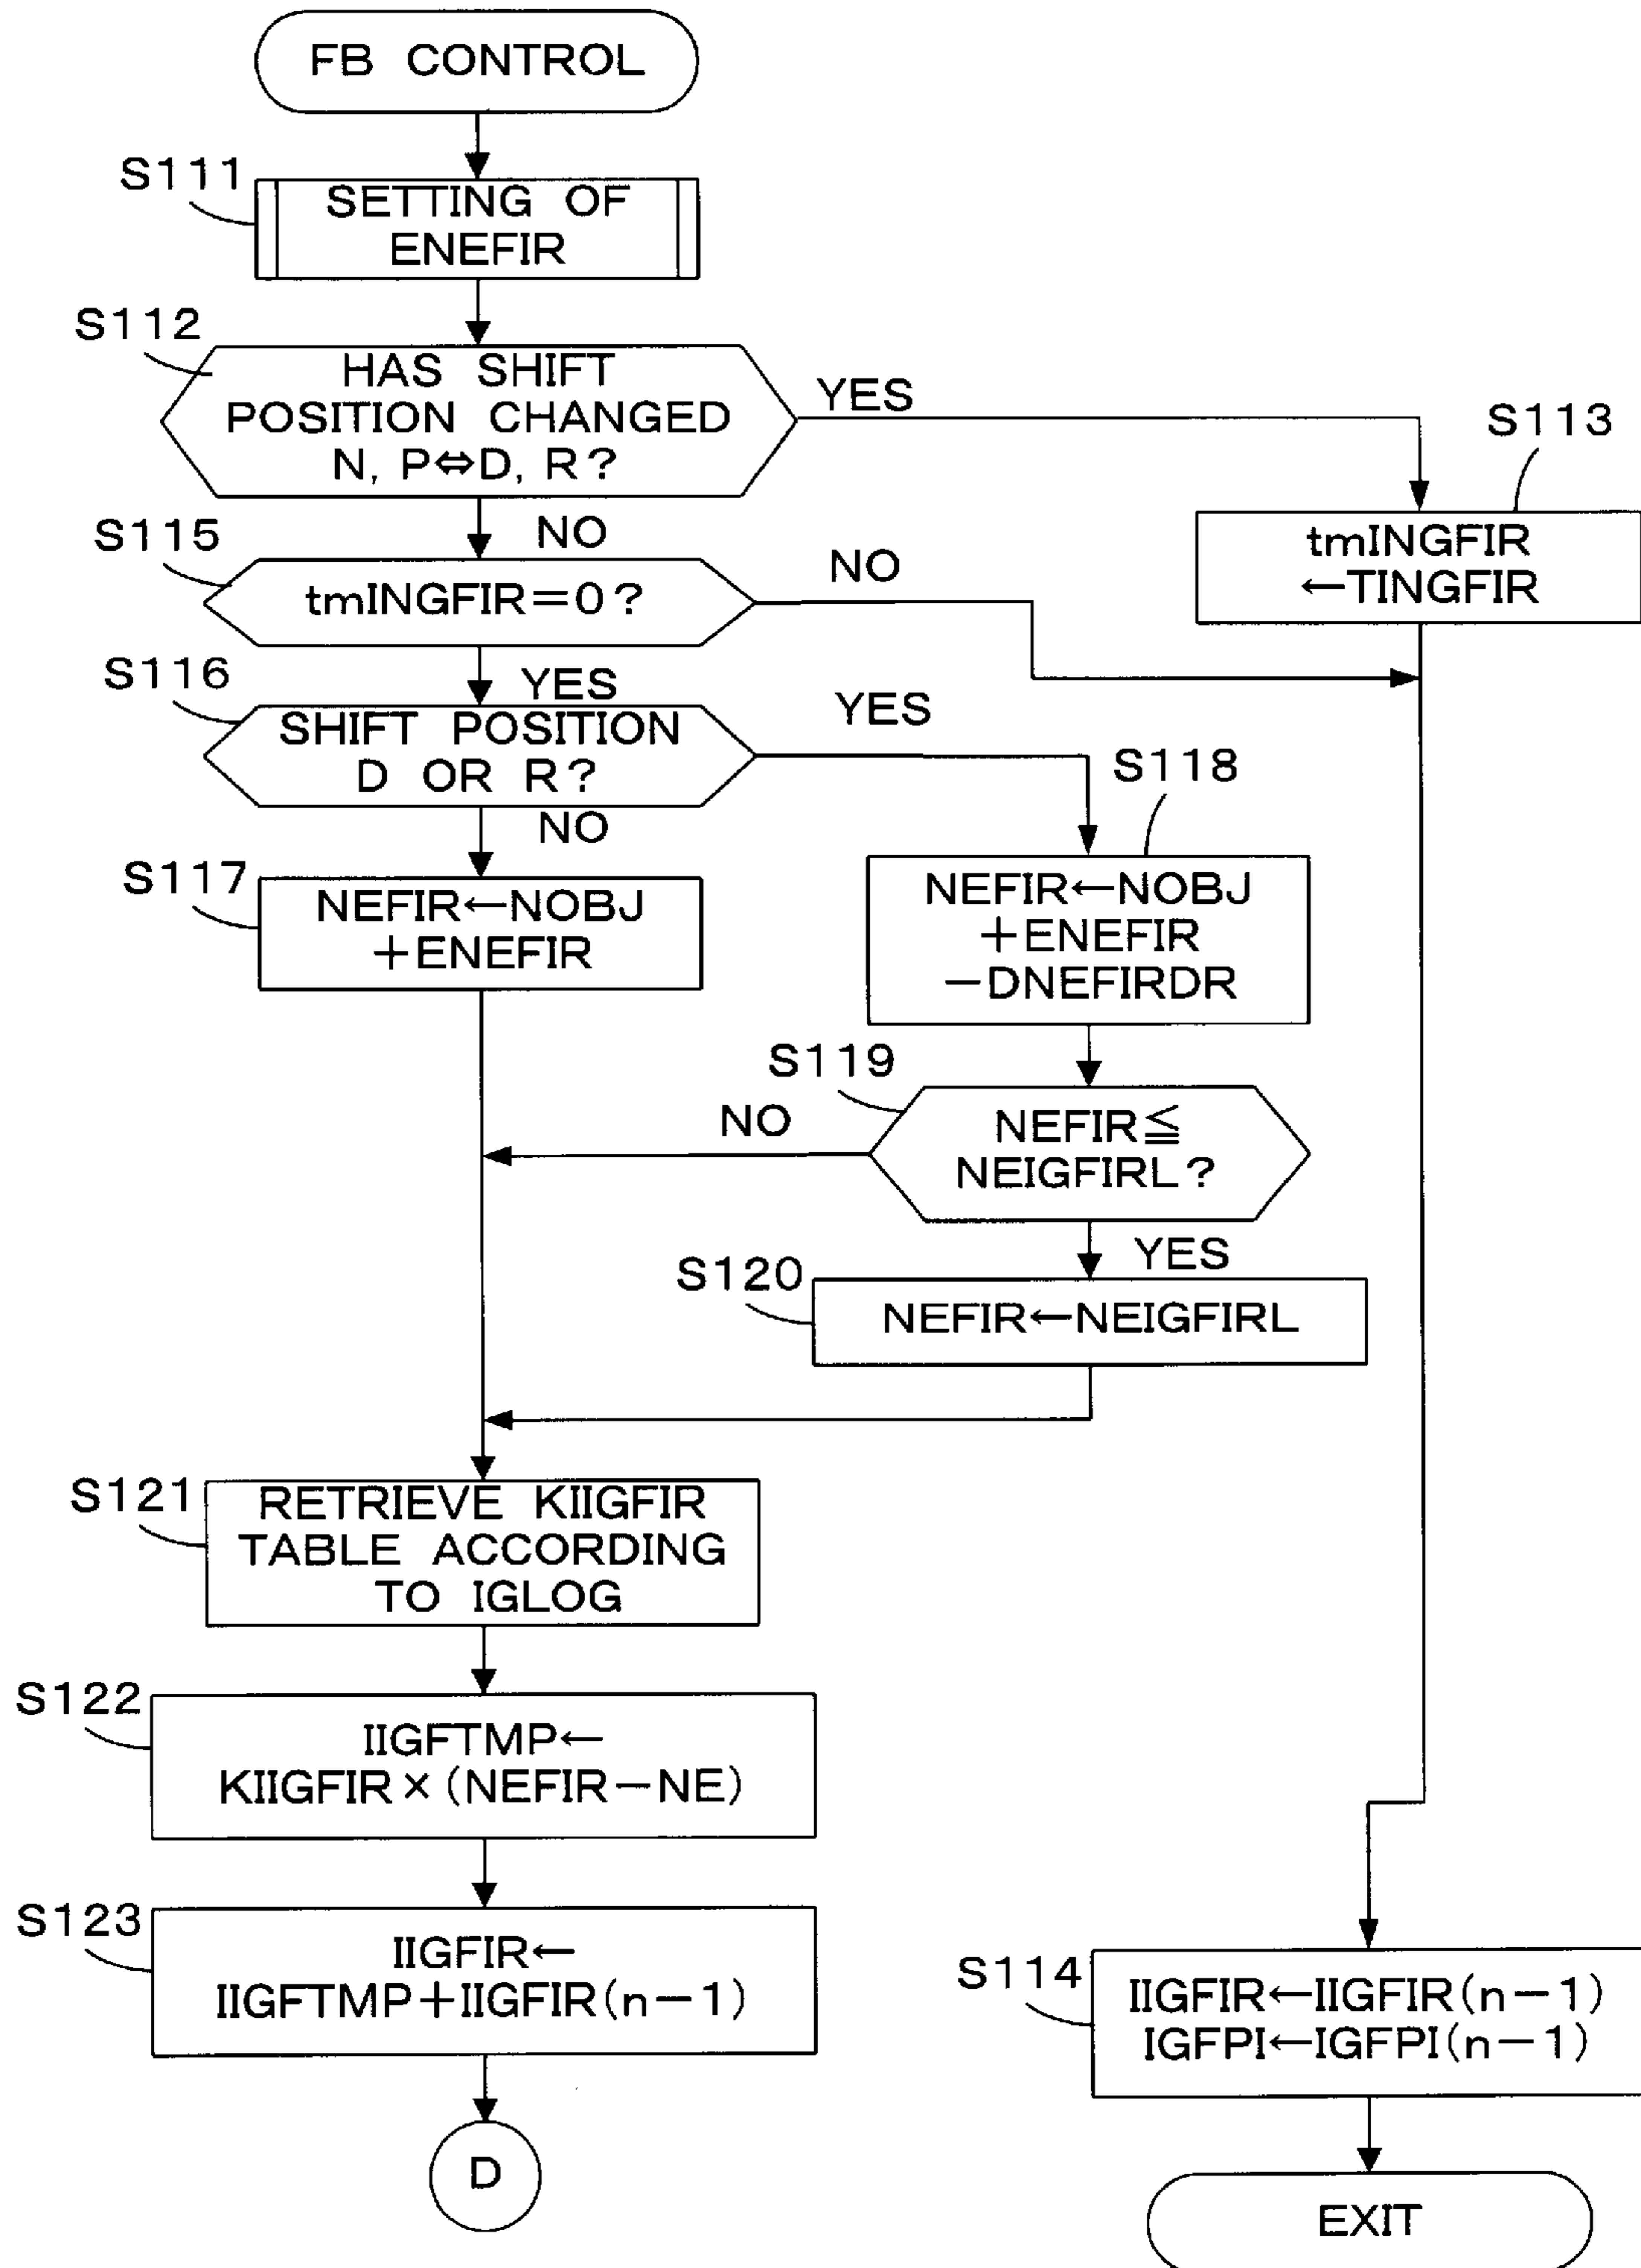 FB CONTROL
S111
SETTING OF
ENEFIR
S112
HAS SHIFT
POSITION CHANGED
N, P⇔D, R?
YES
S113
tmINGFIR
←TINGFIR
NO
S115
tmINGFIR=0?
NO
YES
S116
SHIFT POSITION
D OR R?
YES
NO
S117
NEFIR←NOBJ
+ENEFIR
S118
NEFIR←NOBJ
+ENEFIR
−DNEFIRDR
S119
NEFIR≦
NEIGFIRL?
NO
YES
S120
NEFIR←NEIGFIRL
S121
RETRIEVE KIIGFIR
TABLE ACCORDING
TO IGLOG
S122
IIGFTMP←
KIIGFIR×(NEFIR−NE)
S123
IIGFIR←
IIGFTMP+IIGFIR(n−1)
D
S114
IIGFIR←IIGFIR(n−1)
IGFPI←IGFPI(n−1)
EXIT